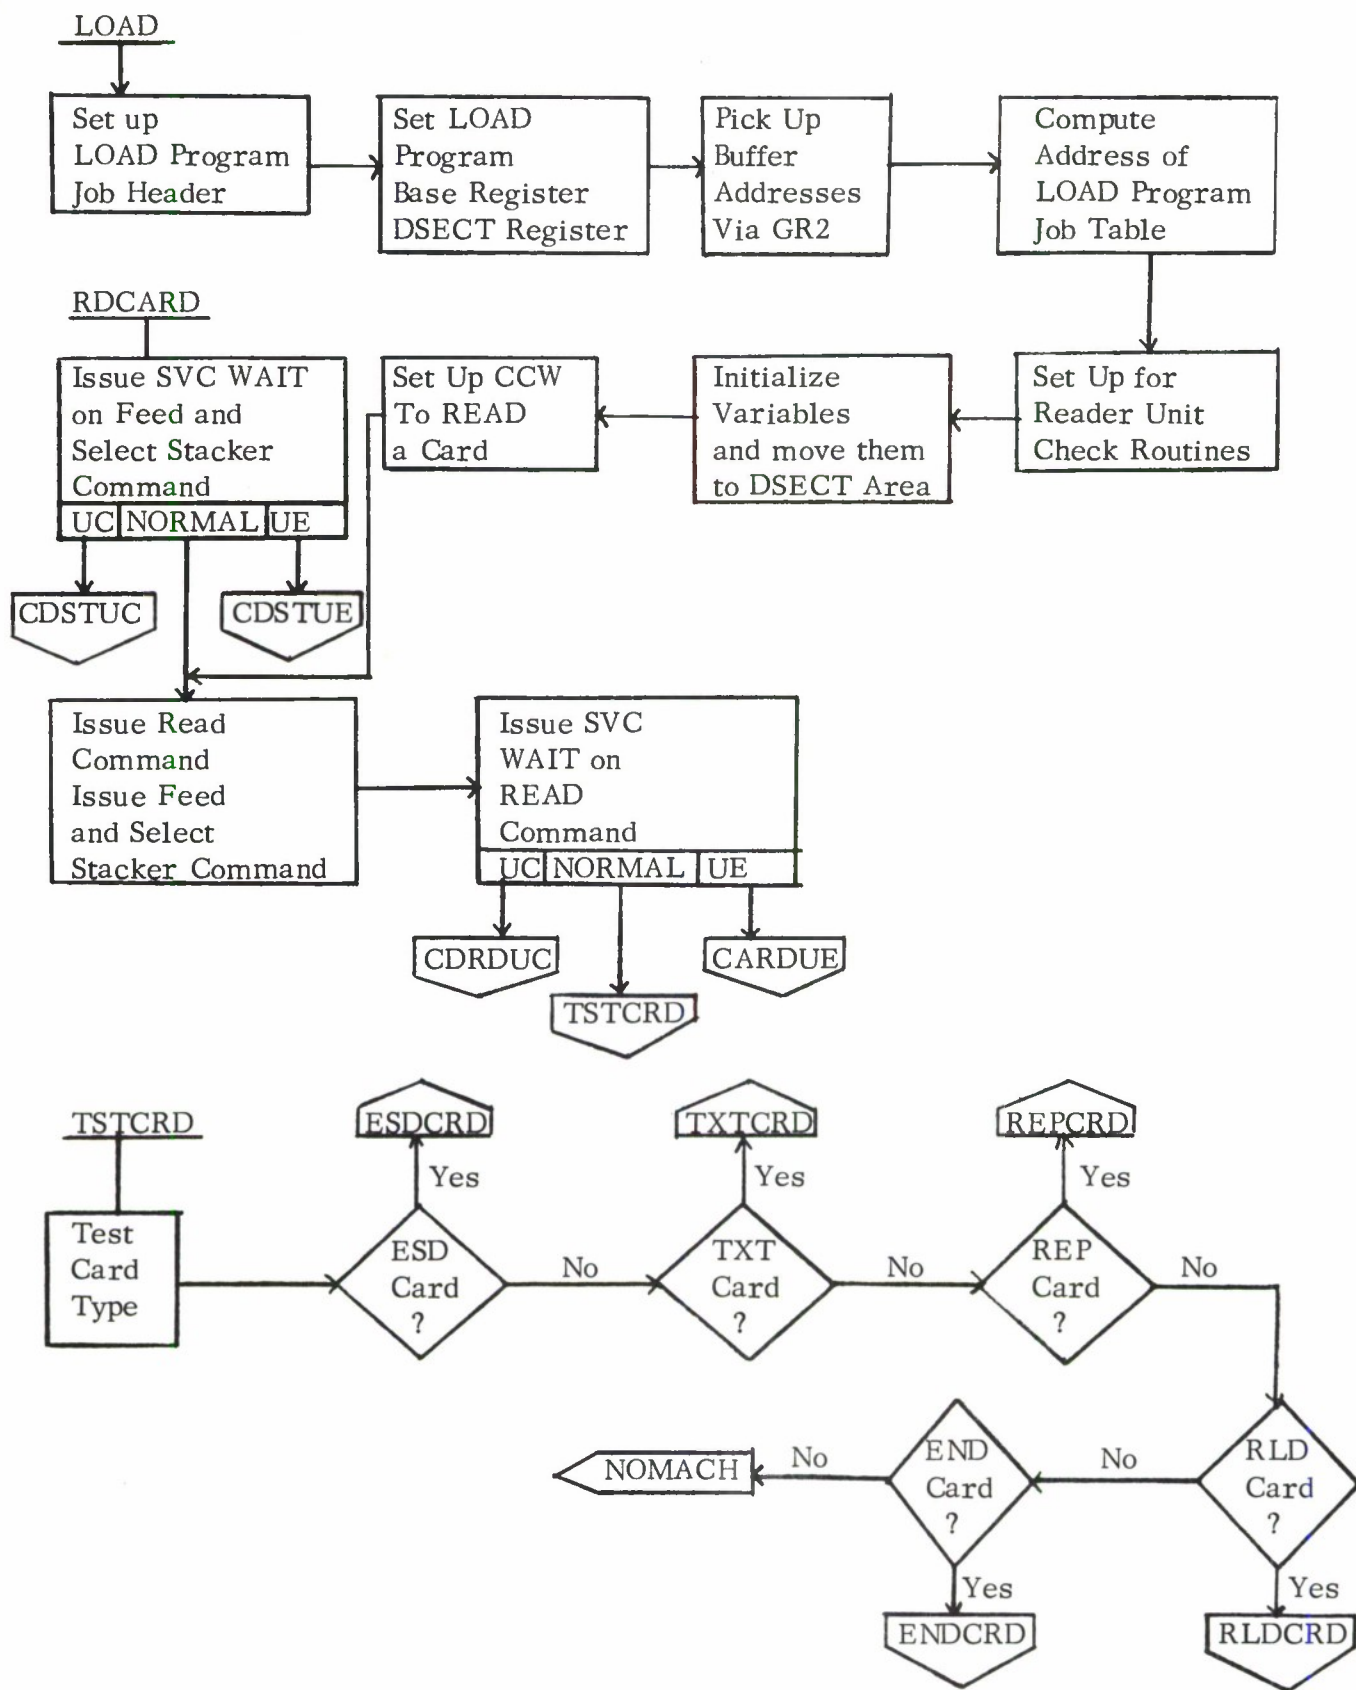 LOAD
Set up
LOAD Program
Job Header
Set LOAD
Program
Base Register
DSECT Register
Pick Up
Buffer
Addresses
Via GR2
Compute
Address of
LOAD Program
Job Table
RDCARD
Issue SVC WAIT
on Feed and
Select Stacker
Command
UC NORMAL UE
Set Up CCW
To READ
a Card
Initialize
Variables
and move them
to DSECT Area
Set Up for
Reader Unit
Check Routines
CDSTUC
CDSTUE
Issue Read
Command
Issue Feed
and Select
Stacker Command
Issue SVC
WAIT on
READ
Command
UC NORMAL UE
CDRDUC
CARDUE
TSTCRD
TSTCRD
ESDCRD
TXTCRD
REPCRD
Yes
Yes
Yes
Test
Card
Type
ESD
Card
?
No
TXT
Card
?
No
REP
Card
?
No
NOMACH
No
END
Card
?
No
RLD
Card
?
Yes
Yes
ENDCRD
RLDCRD